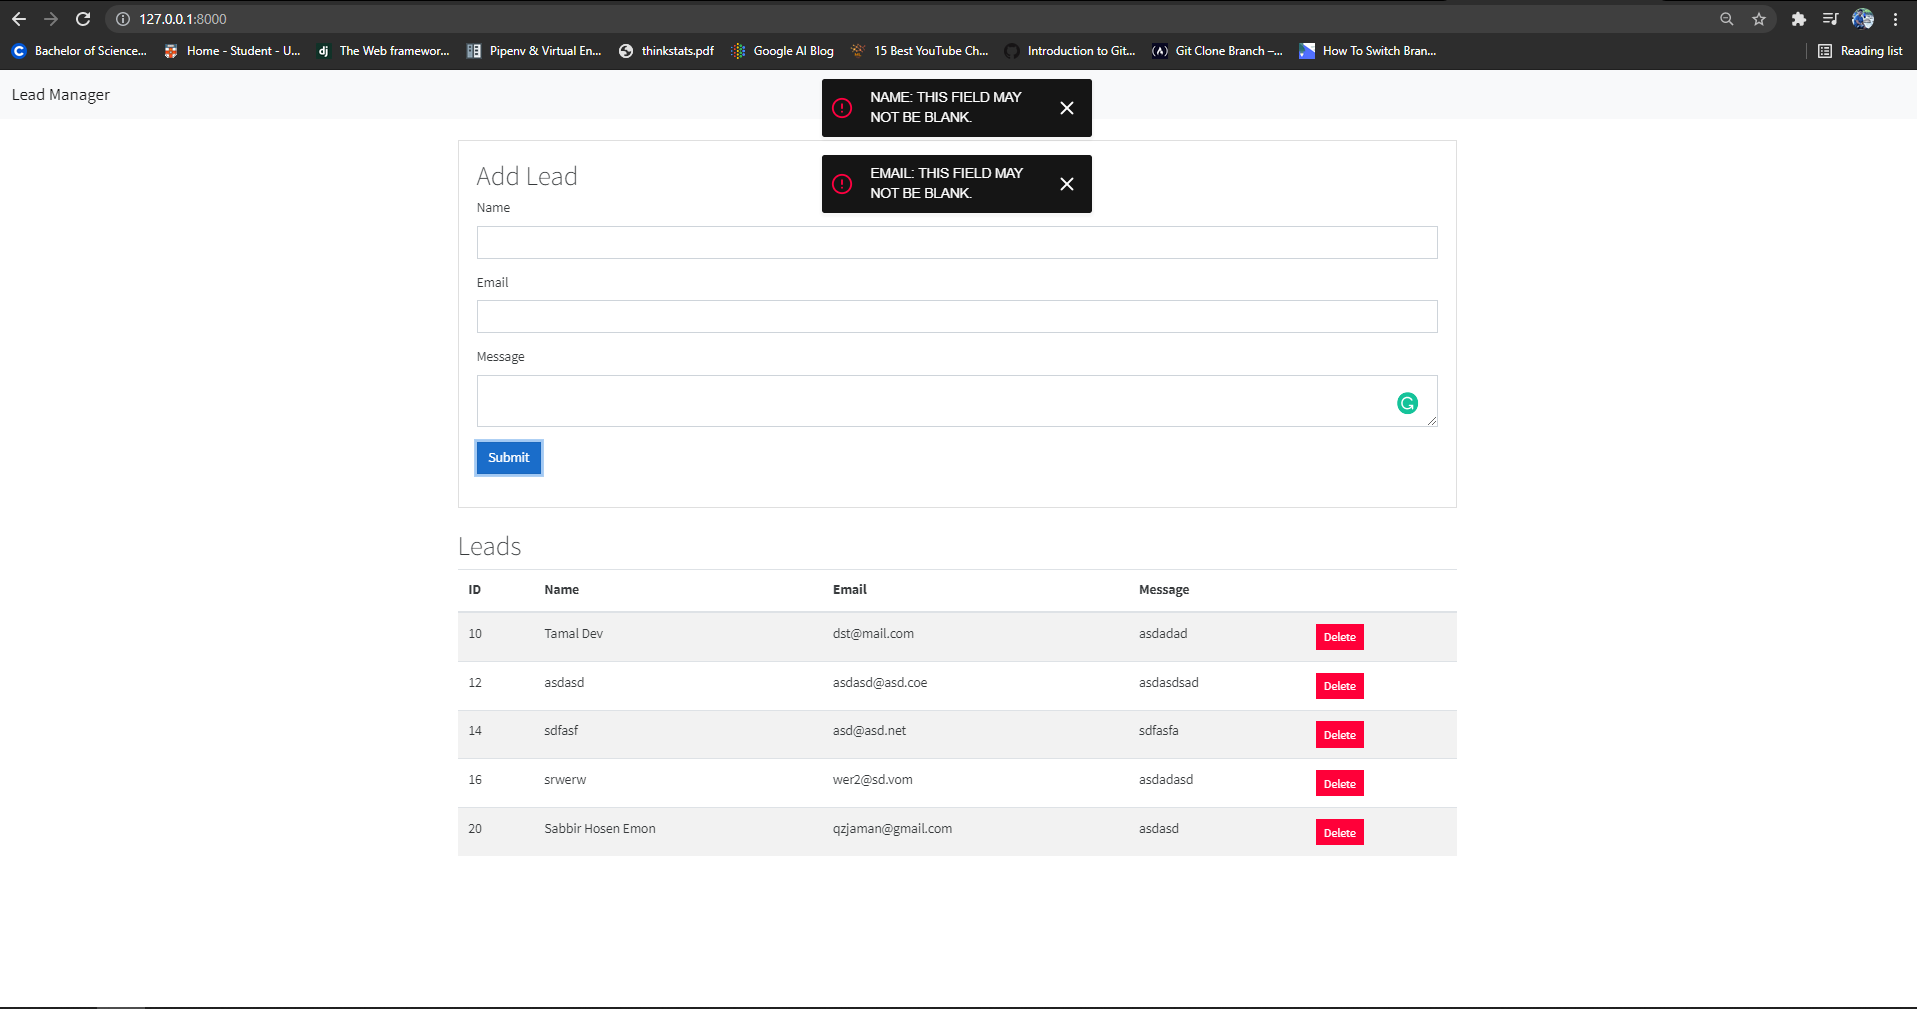 127.0.0.1:8000
Bachelor of Science... Home - Student - U... dj The Web framewor... Pipenv & Virtual En... thinkstats.pdf Google AI Blog 15 Best YouTube Ch... Introduction to Git... Git Clone Branch –... How To Switch Bran... Reading list
Lead Manager
NAME: THIS FIELD MAY
NOT BE BLANK.
EMAIL: THIS FIELD MAY
NOT BE BLANK.
Add Lead
Name
Email
Message
Submit
Leads
ID Name Email Message
10 Tamal Dev dst@mail.com asdadad Delete
12 asdasd asdasd@asd.coe asdasdsad Delete
14 sdfasf asd@asd.net sdfasfa Delete
16 srwerw wer2@sd.vom asdadasd Delete
20 Sabbir Hosen Emon qzjaman@gmail.com asdasd Delete